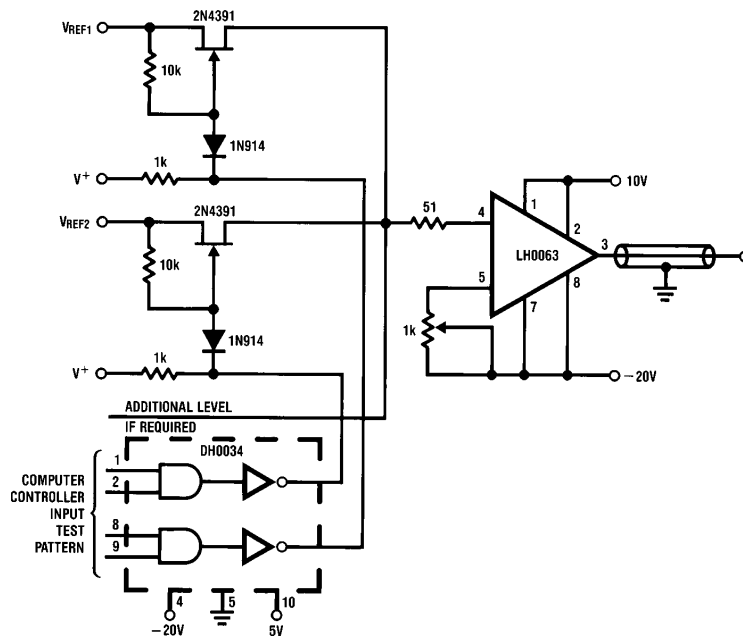 2N4391
VREF1
10k
1N914
1k
V+
2N4391
VREF2
10k
1N914
1k
V+
51
4
5
1
2
3
7
8
LH0063
10V
1k
−20V
ADDITIONAL LEVEL
IF REQUIRED
DH0034
COMPUTER
CONTROLLER
INPUT
TEST
PATTERN
1
2
8
9
4
5
10
−20V
5V